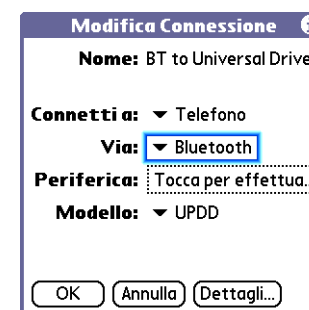 Modifica Connessione
Nome: BT to Universal Drive
Connetti a: Telefono
Via: Bluetooth
Periferica: Tocca per effettua..
Modello: UPDD
OK Annulla Dettagli...